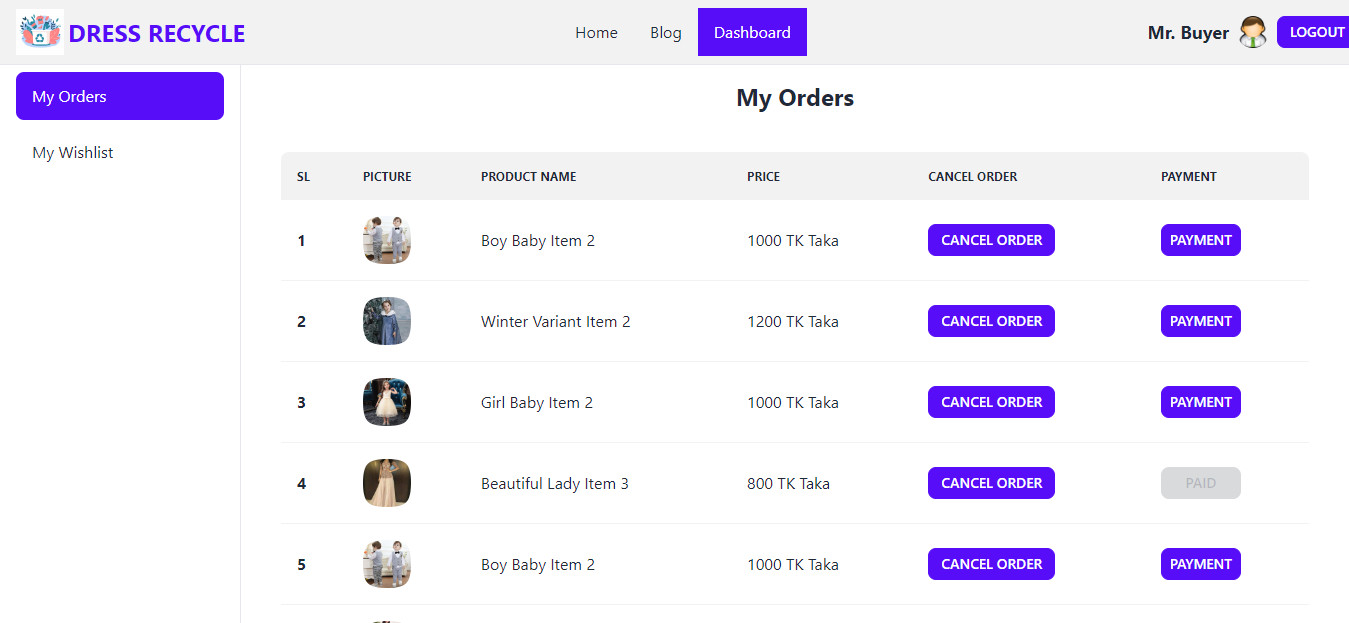 DRESS RECYCLE Home Blog Dashboard Mr. Buyer LOGOUT
My Orders
My Wishlist
My Orders
SL PICTURE PRODUCT NAME PRICE CANCEL ORDER PAYMENT
1 Boy Baby Item 2 1000 TK Taka CANCEL ORDER PAYMENT
2 Winter Variant Item 2 1200 TK Taka CANCEL ORDER PAYMENT
3 Girl Baby Item 2 1000 TK Taka CANCEL ORDER PAYMENT
4 Beautiful Lady Item 3 800 TK Taka CANCEL ORDER PAID
5 Boy Baby Item 2 1000 TK Taka CANCEL ORDER PAYMENT